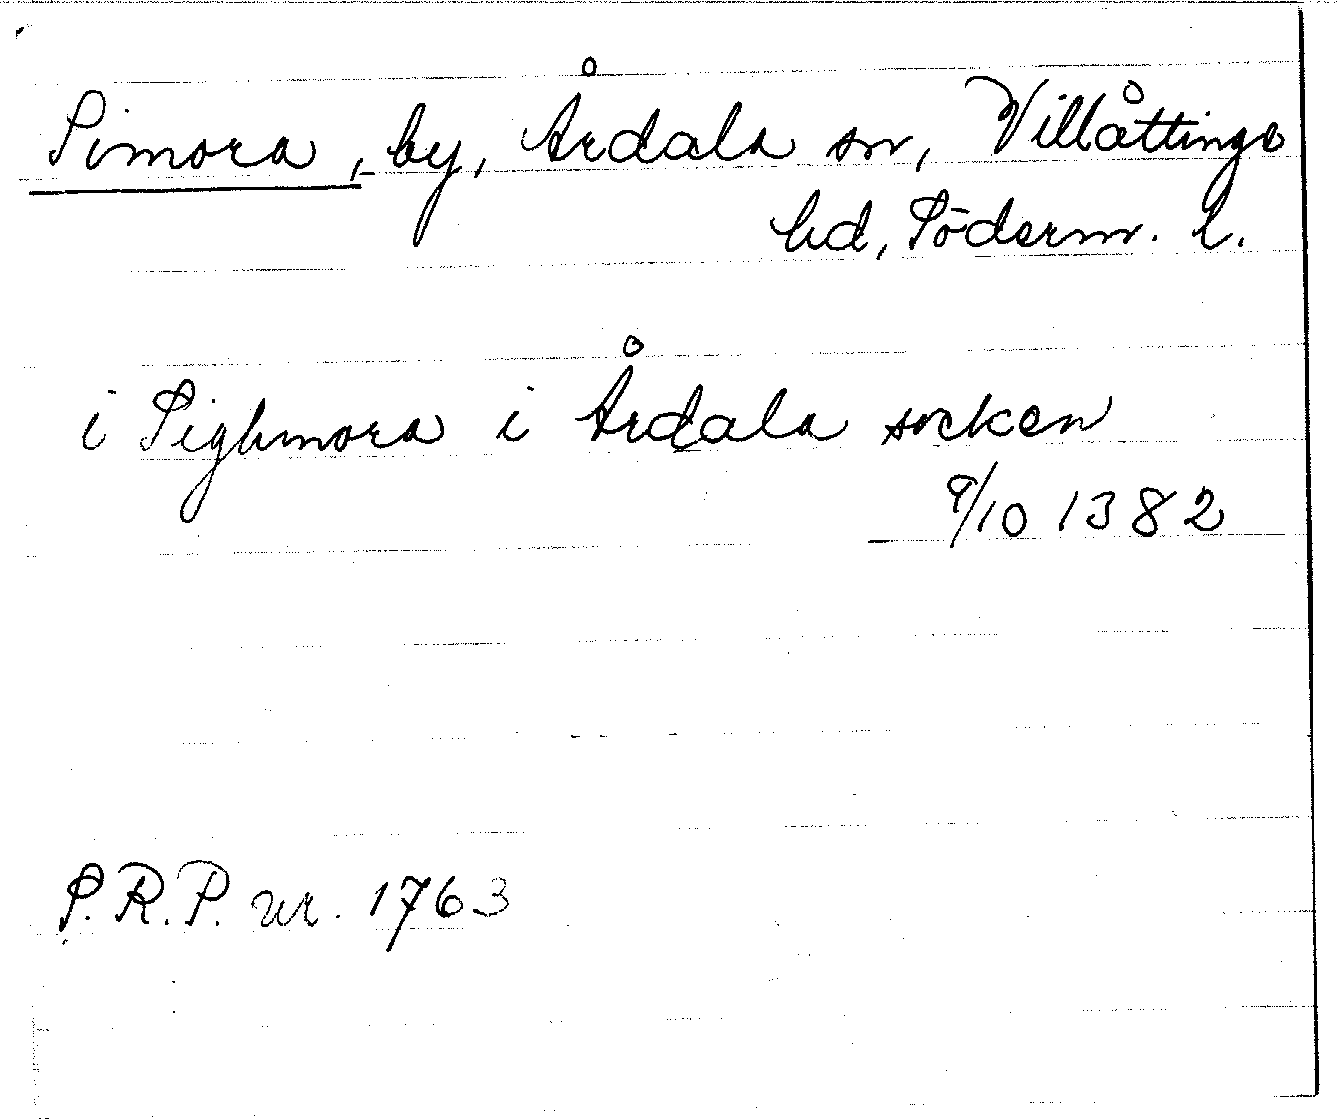 Simora, by, Årdala sn, Villåttinge
hd, Söderm. l.
i Sighmora i Årdala socken
9/10 1382
S.R.P. nr. 1763